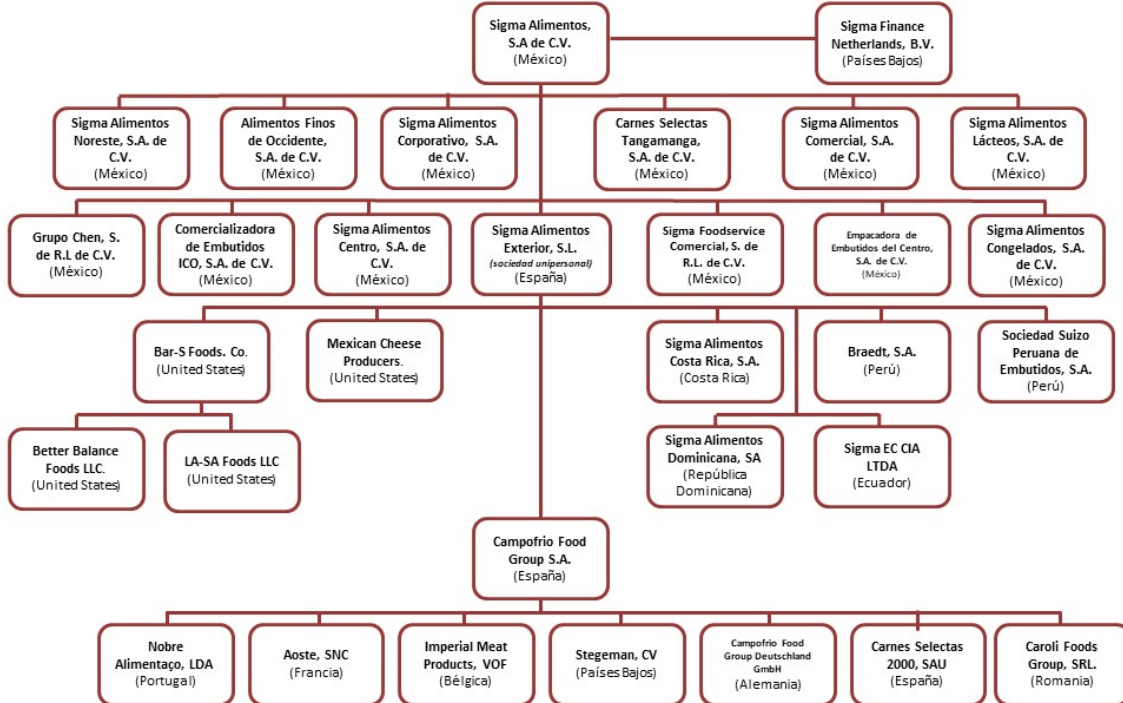 Sigma Alimentos,
S.A de C.V.
(México)
Sigma Finance
Netherlands, B.V.
(Países Bajos)
Sigma Alimentos
Noreste, S.A. de
C.V.
(México)
Alimentos Finos
de Occidente,
S.A. de C.V.
(México)
Sigma Alimentos
Corporativo, S.A.
de C.V.
(México)
Carnes Selectas
Tangamanga,
S.A. de C.V.
(México)
Sigma Alimentos
Comercial, S.A.
de C.V.
(México)
Sigma Alimentos
Lácteos, S.A. de
C.V.
(México)
Grupo Chen, S.
de R.L de C.V.
(México)
Comercializadora
de Embutidos
ICO, S.A. de C.V.
(México)
Sigma Alimentos
Centro, S.A. de
C.V.
(México)
Sigma Alimentos
Exterior, S.L.
(sociedad unipersonal)
(España)
Sigma Foodservice
Comercial, S. de
R.L. de C.V.
(México)
Empacadora de
Embutidos del Centro,
S.A. de C.V.
(México)
Sigma Alimentos
Congelados, S.A.
de C.V.
(México)
Bar-S Foods. Co.
(United States)
Mexican Cheese
Producers.
(United States)
Sigma Alimentos
Costa Rica, S.A.
(Costa Rica)
Braedt, S.A.
(Perú)
Sociedad Suizo
Peruana de
Embutidos, S.A.
(Perú)
Better Balance
Foods LLC.
(United States)
LA-SA Foods LLC
(United States)
Sigma Alimentos
Dominicana, SA
(República
Dominicana)
Sigma EC CIA
LTDA
(Ecuador)
Campofrio Food
Group S.A.
(España)
Nobre
Alimentaço, LDA
(Portugal)
Aoste, SNC
(Francia)
Imperial Meat
Products, VOF
(Bélgica)
Stegeman, CV
(Países Bajos)
Campofrio Food
Group Deutschland
GmbH
(Alemania)
Carnes Selectas
2000, SAU
(España)
Caroli Foods
Group, SRL.
(Romania)